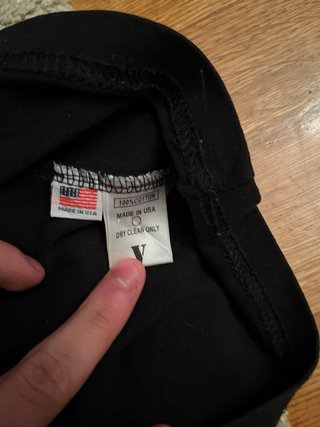 MADE IN U.S.A
100% COTTON
MADE IN USA
DRY CLEAN ONLY
V